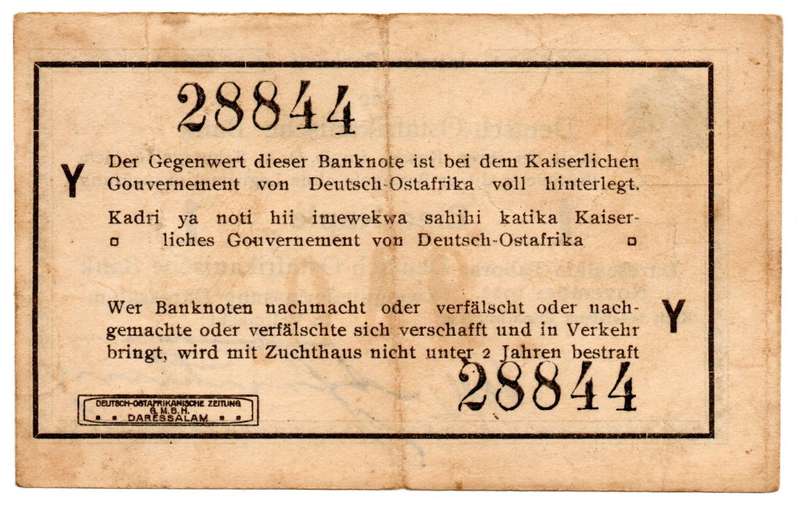 28844
Y
Der Gegenwert dieser Banknote ist bei dem Kaiserlichen
Gouvernement von Deutsch-Ostafrika voll hinterlegt.
Kadri ya noti hii imewekwa sahihi katika Kaiser-
liches Gouvernement von Deutsch-Ostafrika
Wer Banknoten nachmacht oder verfälscht oder nach-
gemachte oder verfälschte sich verschafft und in Verkehr
bringt, wird mit Zuchthaus nicht unter 2 Jahren bestraft
Y
28844
DEUTSCH-OSTAFRIKANISCHE ZEITUNG
G.M.B.H.
DARESSALAM